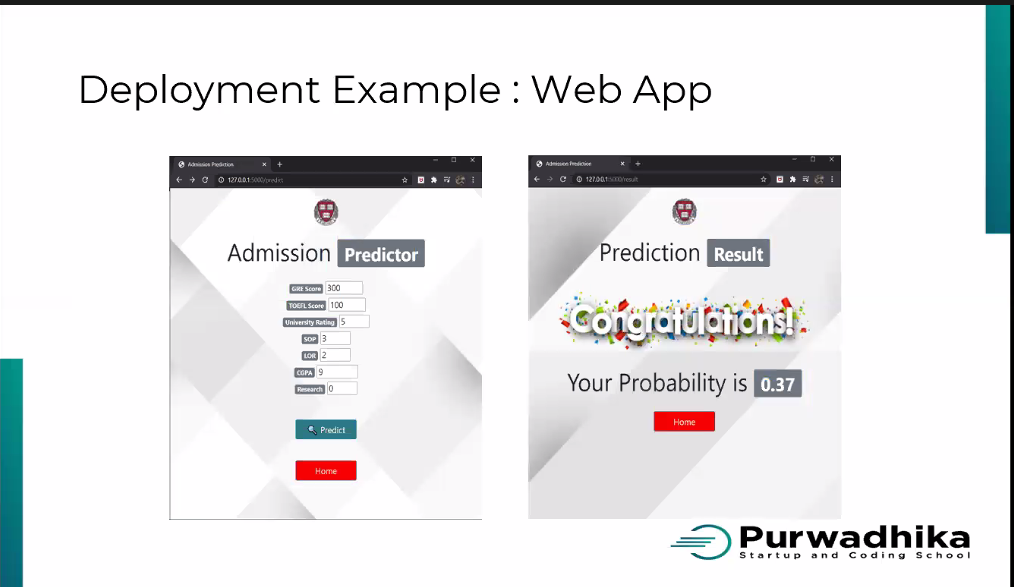 Deployment Example : Web App
Admission Prediction
127.0.0.1:5000/predict
Admission Predictor
GRE Score 300
TOEFL Score 100
University Rating 5
SOP 3
LOR 2
CGPA 9
Research 0
Predict
Home
Admission Prediction
127.0.0.1:5000/result
Prediction Result
Congratulations!
Your Probability is 0.37
Home
Purwadhika
Startup and Coding School